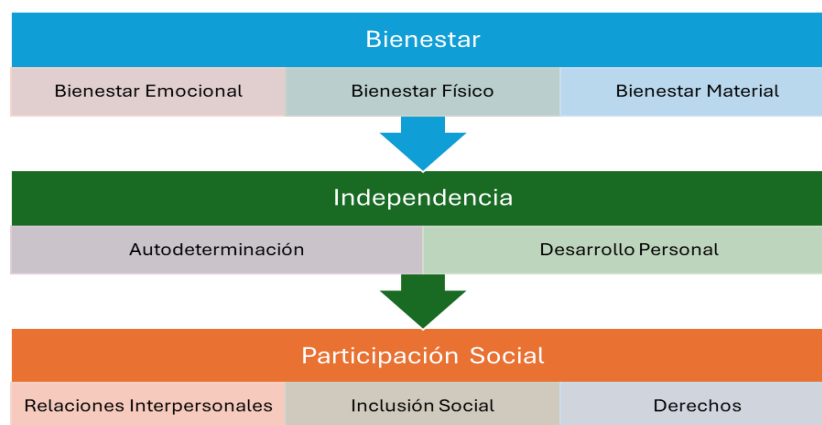 Bienestar
Bienestar Emocional
Bienestar Físico
Bienestar Material
Independencia
Autodeterminación
Desarrollo Personal
Participación Social
Relaciones Interpersonales
Inclusión Social
Derechos